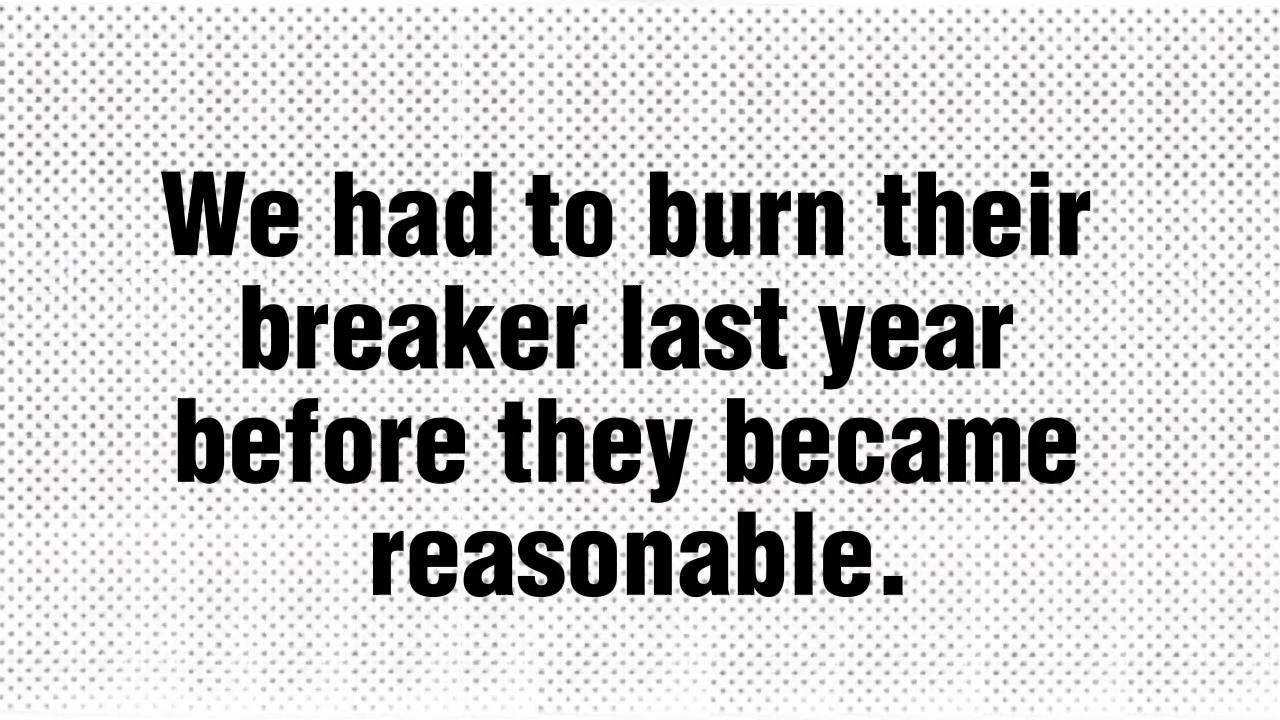 We had to burn their
breaker last year
before they became
reasonable.